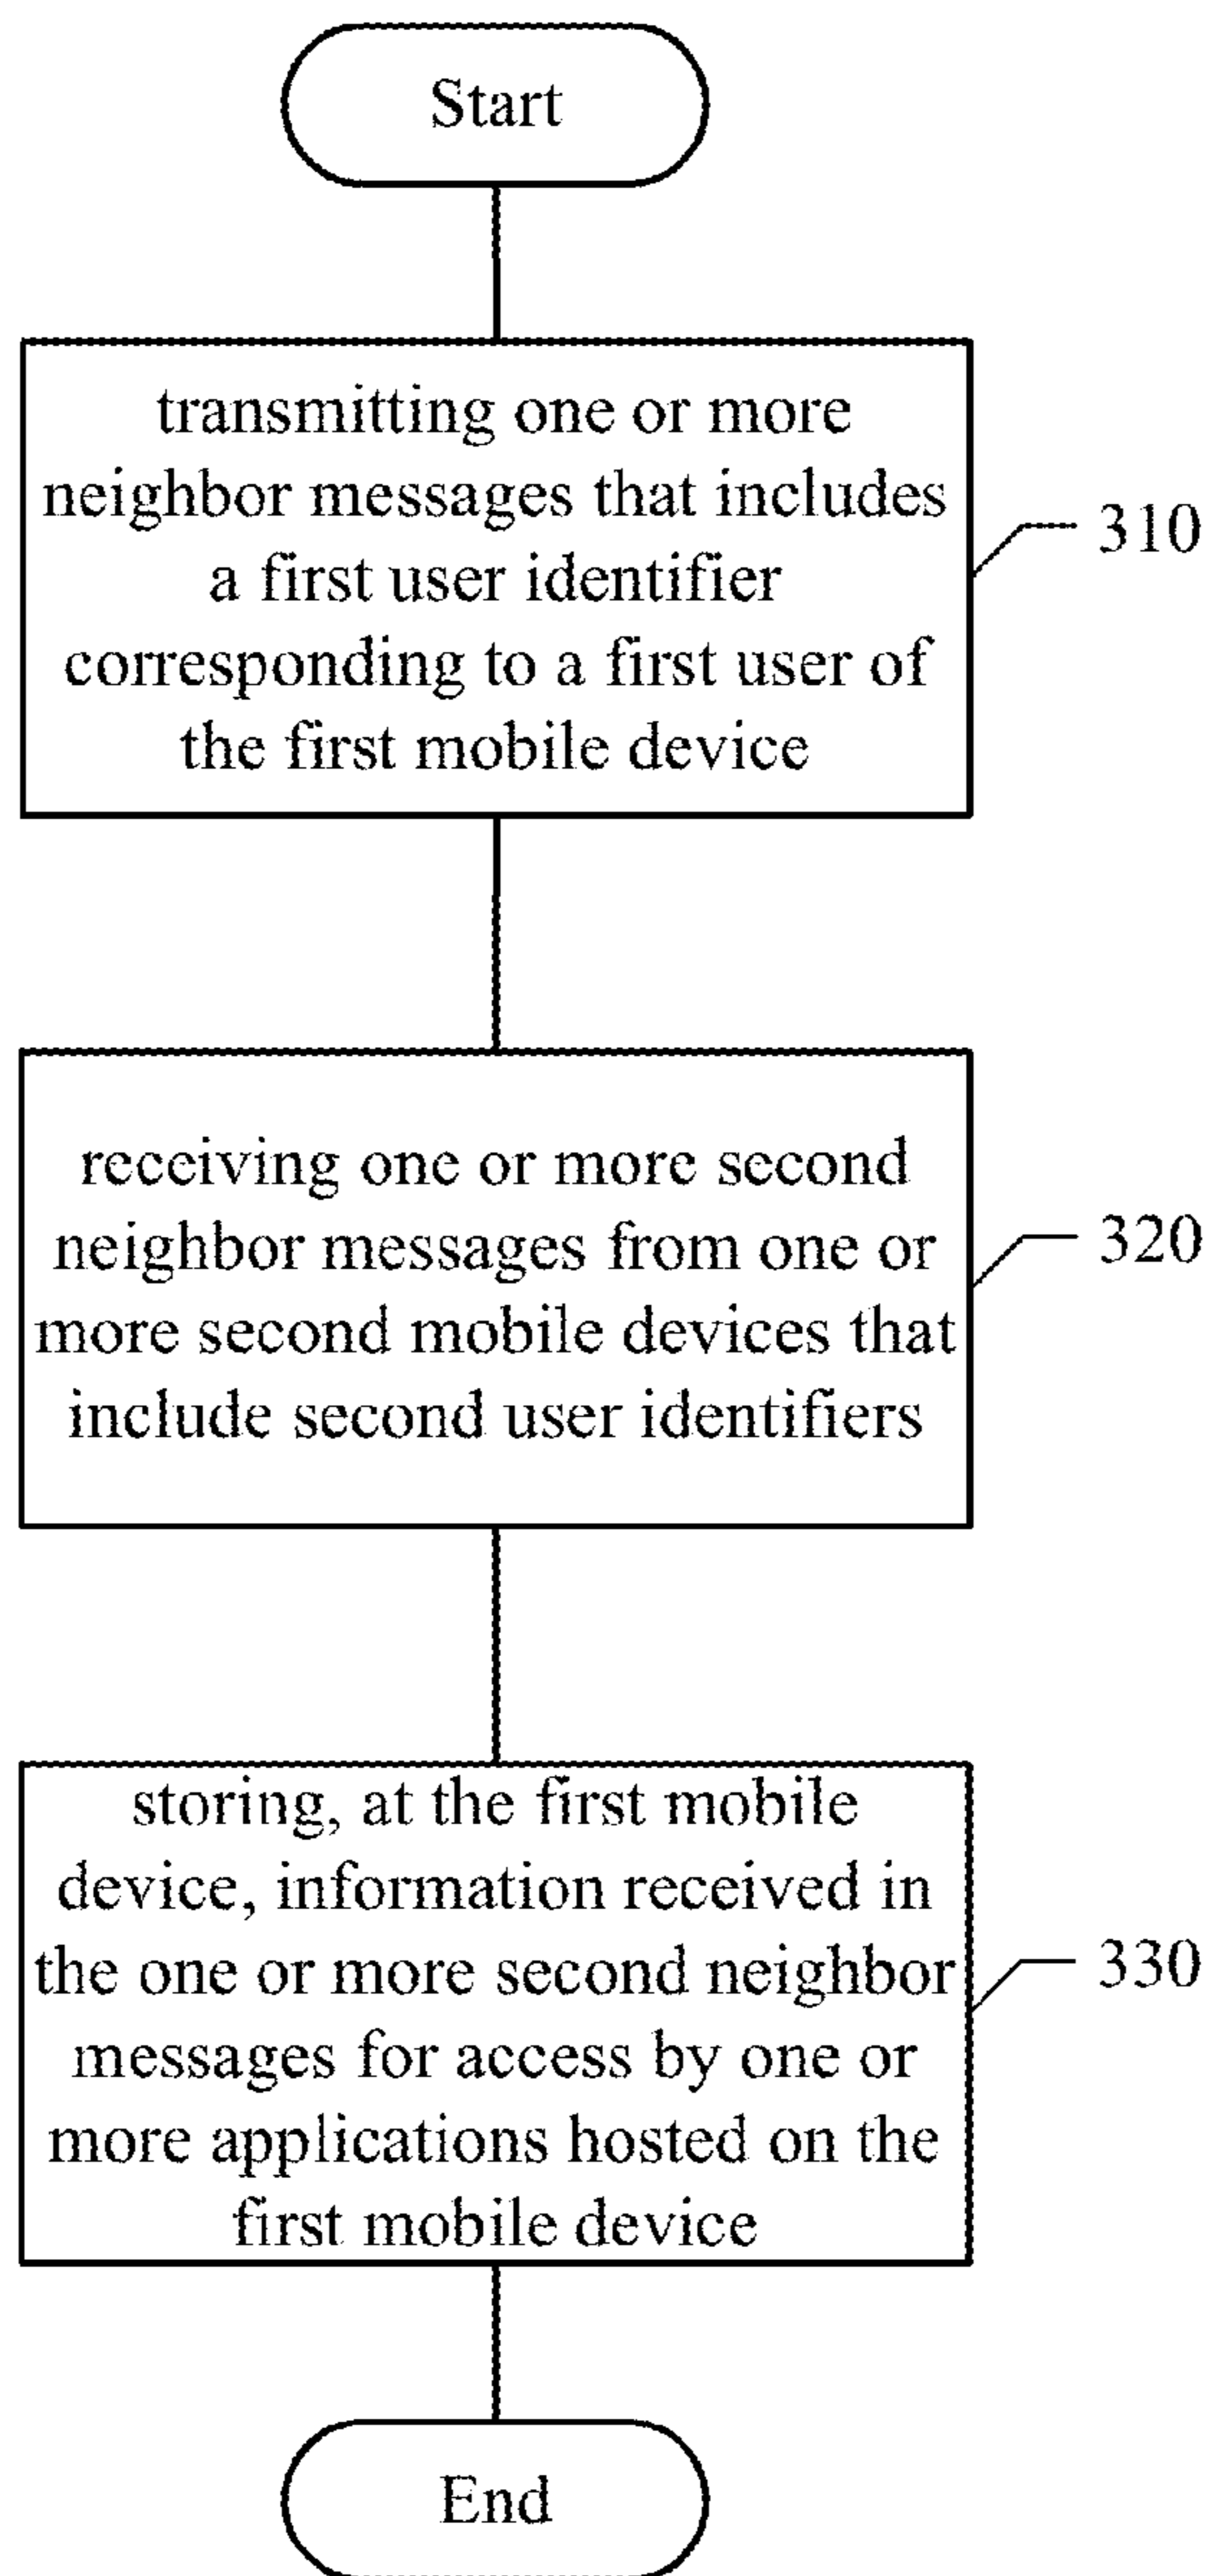 Start
transmitting one or more
neighbor messages that includes
a first user identifier
corresponding to a first user of
the first mobile device
310
receiving one or more second
neighbor messages from one or
more second mobile devices that
include second user identifiers
320
storing, at the first mobile
device, information received in
the one or more second neighbor
messages for access by one or
more applications hosted on the
first mobile device
330
End